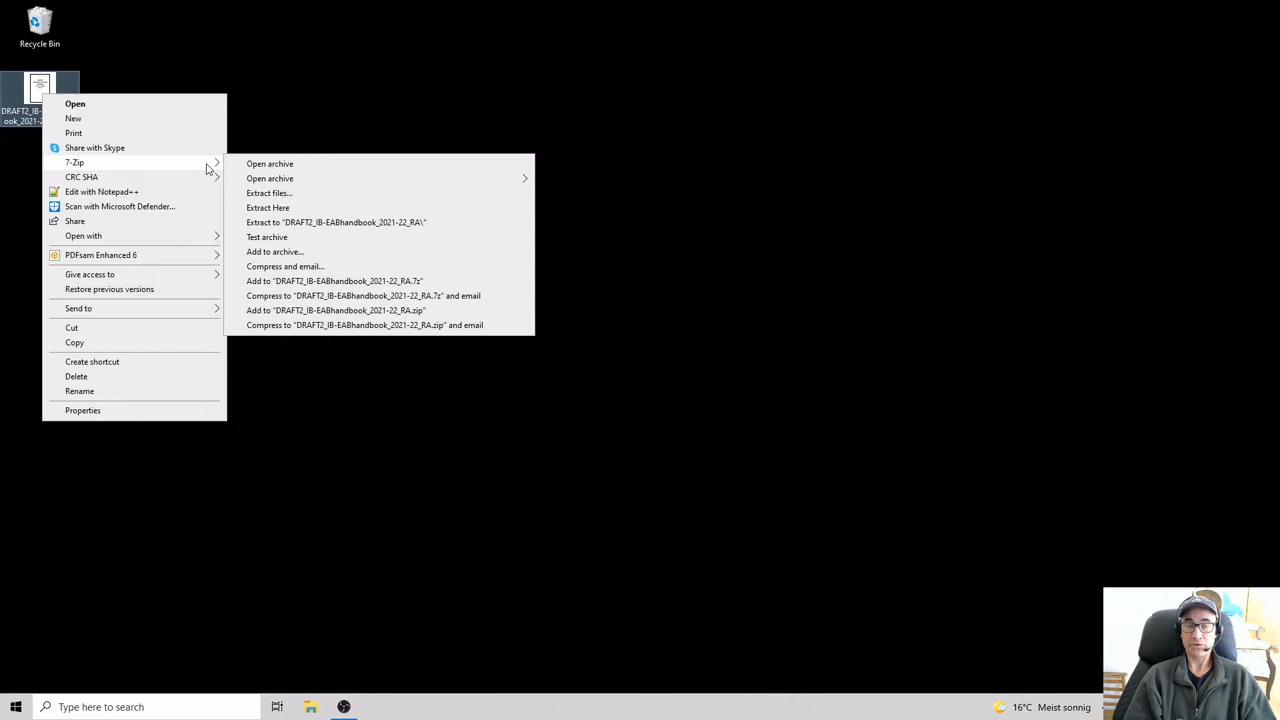 Recycle Bin
DRAFT2_IB-
ook_2021-2
Open
New
Print
Share with Skype
7-Zip
CRC SHA
Edit with Notepad++
Scan with Microsoft Defender...
Share
Open with
PDFsam Enhanced 6
Give access to
Restore previous versions
Send to
Cut
Copy
Create shortcut
Delete
Rename
Properties
Open archive
Open archive
Extract files...
Extract Here
Extract to "DRAFT2_IB-EABhandbook_2021-22_RA\"
Test archive
Add to archive...
Compress and email...
Add to "DRAFT2_IB-EABhandbook_2021-22_RA.7z"
Compress to "DRAFT2_IB-EABhandbook_2021-22_RA.7z" and email
Add to "DRAFT2_IB-EABhandbook_2021-22_RA.zip"
Compress to "DRAFT2_IB-EABhandbook_2021-22_RA.zip" and email
Type here to search
16°C Meist sonnig